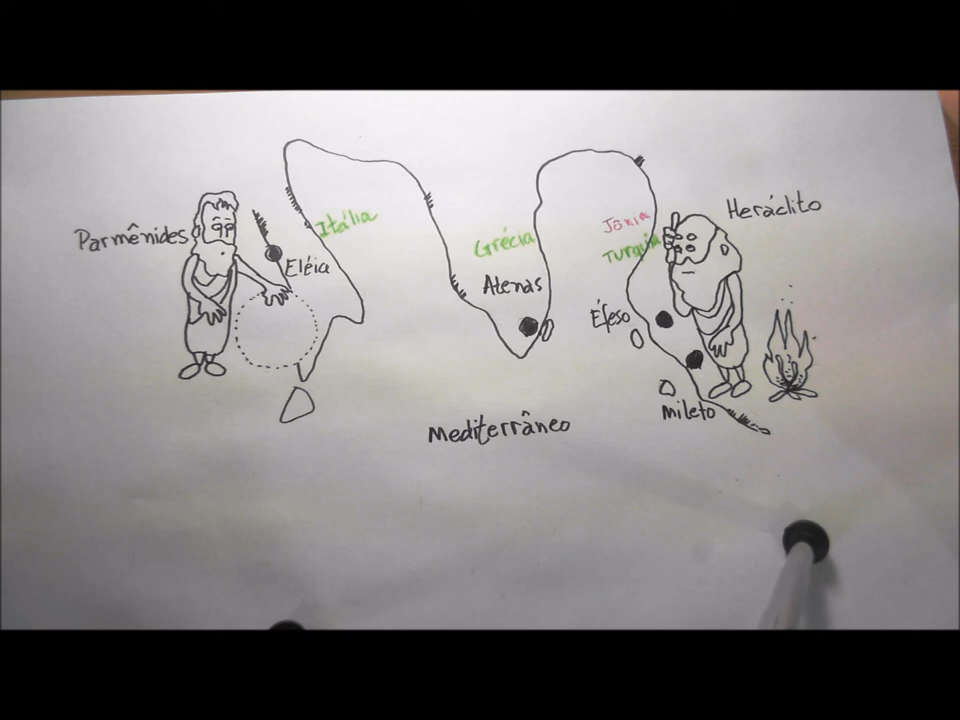 Parmênides
Eléia
Itália
Grécia
Atenas
Jônia
Turquia
Heráclito
Éfeso
Mileto
Mediterrâneo